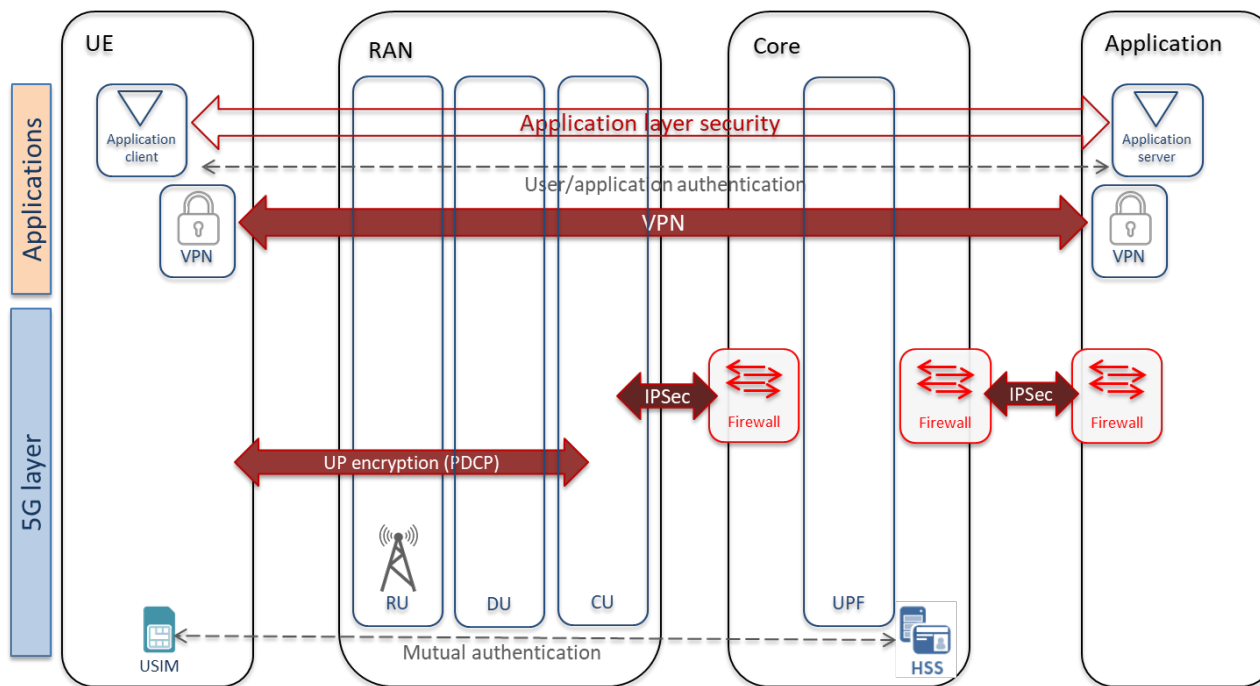 UE
RAN
Core
Application
Applications
Application
client
Application layer security
Application
server
User/application authentication
VPN
VPN
VPN
5G layer
IPSec
Firewall
Firewall
IPSec
Firewall
UP encryption (PDCP)
RU
DU
CU
UPF
USIM
Mutual authentication
HSS